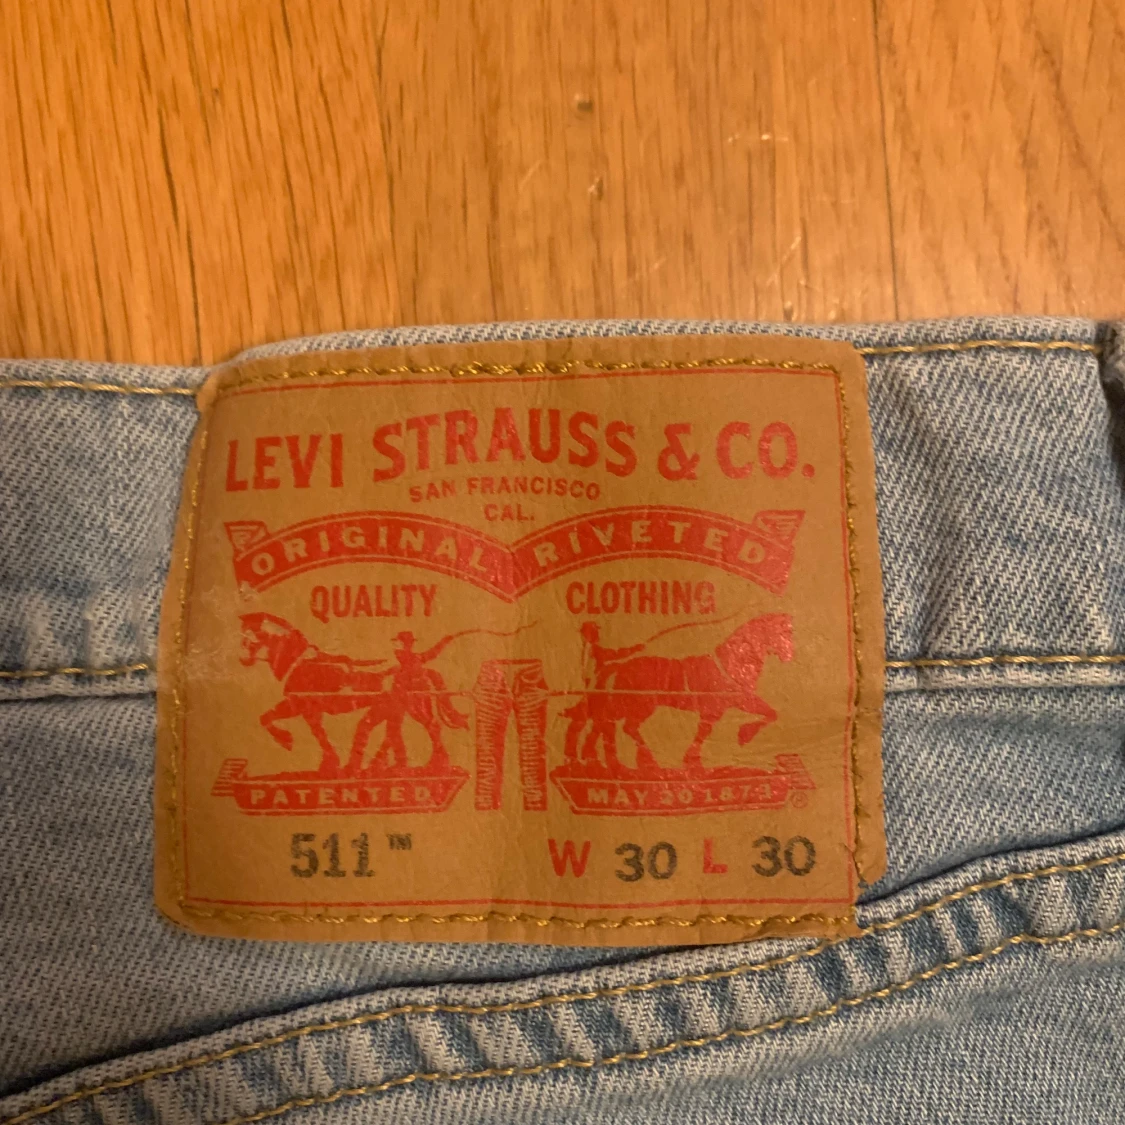 LEVI STRAUSS & CO.
SAN FRANCISCO
CAL.
ORIGINAL RIVETED
QUALITY CLOTHING
PATENTED MAY 20 1873 ®
511™ W 30 L 30